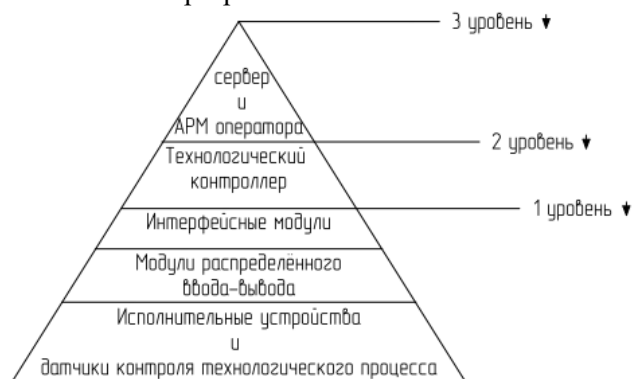 3 уровень ↓
сервер
и
АРМ оператора
2 уровень ↓
Технологический
контроллер
1 уровень ↓
Интерфейсные модули
Модули распределённого
ввода-вывода
Исполнительные устройства
и
датчики контроля технологического процесса